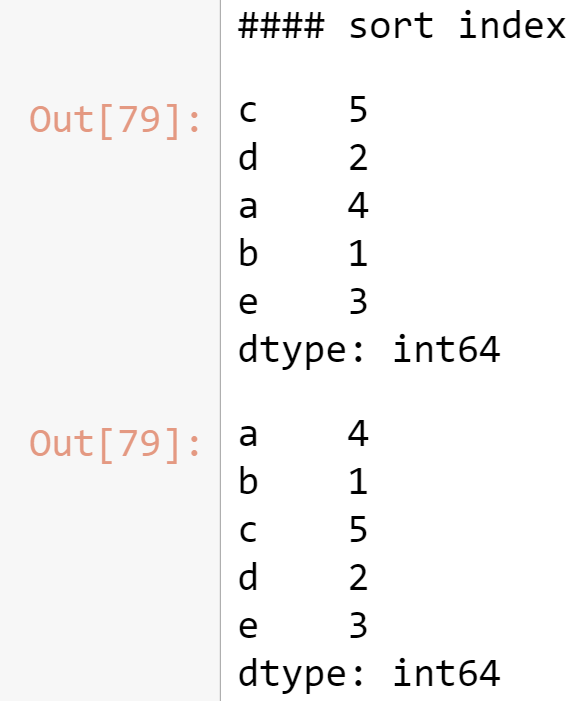 #### sort index
Out[79]:
c    5
d    2
a    4
b    1
e    3
dtype: int64
Out[79]:
a    4
b    1
c    5
d    2
e    3
dtype: int64